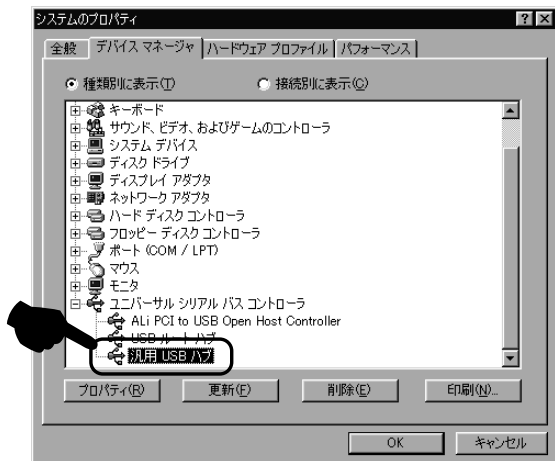 システムのプロパティ
全般 デバイス マネージャ ハードウェア プロファイル パフォーマンス
種類別に表示(T) 接続別に表示(C)
キーボード
サウンド、ビデオ、およびゲームのコントローラ
システム デバイス
ディスク ドライブ
ディスプレイ アダプタ
ネットワーク アダプタ
ハード ディスク コントローラ
フロッピー ディスク コントローラ
ポート (COM / LPT)
マウス
モニタ
ユニバーサル シリアル バス コントローラ
ALi PCI to USB Open Host Controller
USB ルート ハブ
汎用 USB ハブ
プロパティ(R) 更新(F) 削除(E) 印刷(N)...
OK キャンセル